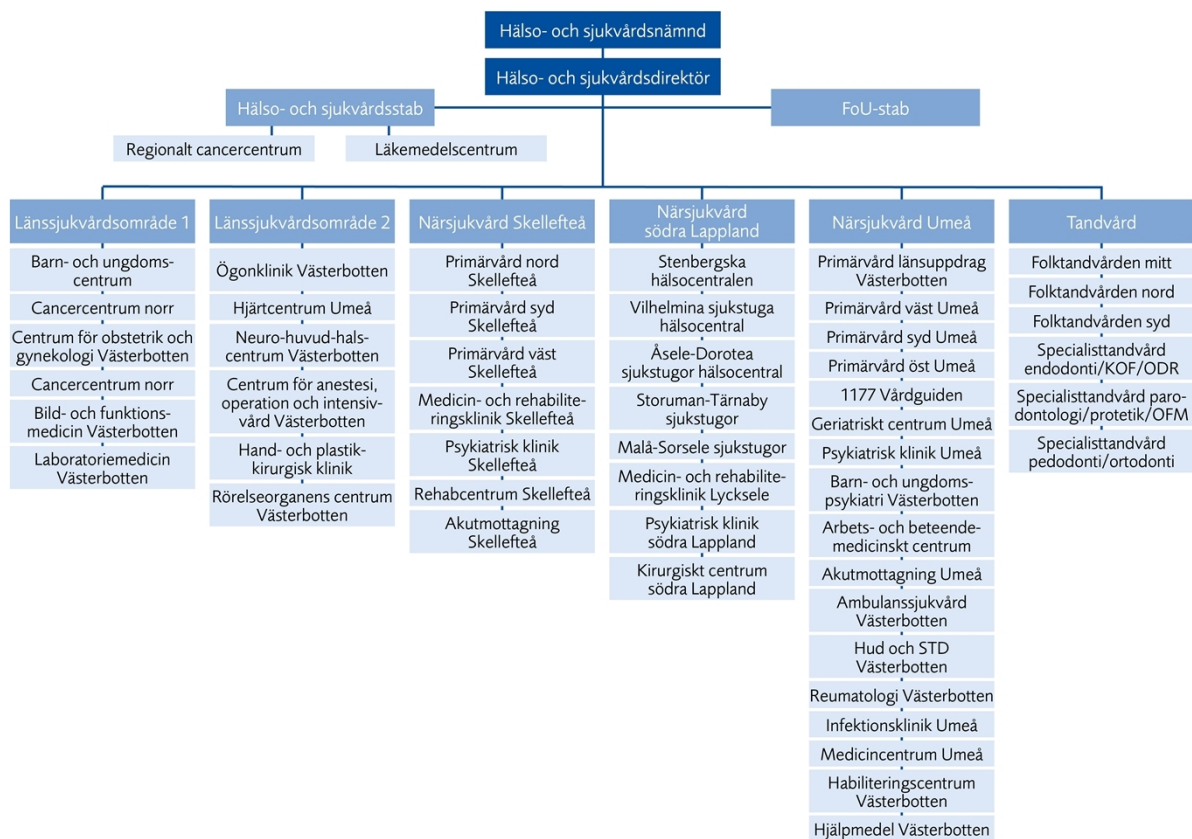 Hälso- och sjukvårdsnämnd
Hälso- och sjukvårdsdirektör
Hälso- och sjukvårdsstab
FoU-stab
Regionalt cancercentrum
Läkemedelscentrum
Länssjukvårdsområde 1
Barn- och ungdoms-
centrum
Cancercentrum norr
Centrum för obstetrik och
gynekologi Västerbotten
Cancercentrum norr
Bild- och funktions-
medicin Västerbotten
Laboratoriemedicin
Västerbotten
Länssjukvårdsområde 2
Ögonklinik Västerbotten
Hjärtcentrum Umeå
Neuro-huvud-hals-
centrum Västerbotten
Centrum för anestesi,
operation och intensiv-
vård Västerbotten
Hand- och plastik-
kirurgisk klinik
Rörelseorganens centrum
Västerbotten
Närsjukvård Skellefteå
Primärvård nord
Skellefteå
Primärvård syd
Skellefteå
Primärvård väst
Skellefteå
Medicin- och rehabilite-
ringsklinik Skellefteå
Psykiatrisk klinik
Skellefteå
Rehabcentrum Skellefteå
Akutmottagning
Skellefteå
Närsjukvård
södra Lappland
Stenbergska
hälsocentralen
Vilhelmina sjukstuga
hälsocentral
Åsele-Dorotea
sjukstugor hälsocentral
Storuman-Tärnaby
sjukstugor
Malå-Sorsele sjukstugor
Medicin- och rehabilite-
ringsklinik Lycksele
Psykiatrisk klinik
södra Lappland
Kirurgiskt centrum
södra Lappland
Närsjukvård Umeå
Primärvård länsuppdrag
Västerbotten
Primärvård väst Umeå
Primärvård syd Umeå
Primärvård öst Umeå
1177 Vårdguiden
Geriatriskt centrum Umeå
Psykiatrisk klinik Umeå
Barn- och ungdoms-
psykiatri Västerbotten
Arbets- och beteende-
medicinskt centrum
Akutmottagning Umeå
Ambulanssjukvård
Västerbotten
Hud och STD
Västerbotten
Reumatologi Västerbotten
Infektionsklinik Umeå
Medicincentrum Umeå
Habiliteringscentrum
Västerbotten
Hjälpmedel Västerbotten
Tandvård
Folktandvården mitt
Folktandvården nord
Folktandvården syd
Specialisttandvård
endodonti/KOF/ODR
Specialisttandvård paro-
dontologi/protetik/OFM
Specialisttandvård
pedodonti/ortodonti